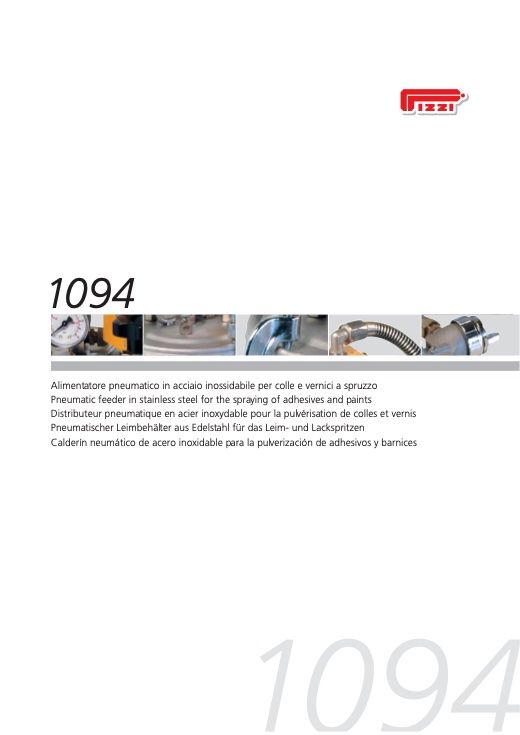 PIZZI
1094
Alimentatore pneumatico in acciaio inossidabile per colle e vernici a spruzzo
Pneumatic feeder in stainless steel for the spraying of adhesives and paints
Distributeur pneumatique en acier inoxydable pour la pulvérisation de colles et vernis
Pneumatischer Leimbehälter aus Edelstahl für das Leim- und Lackspritzen
Calderín neumático de acero inoxidable para la pulverización de adhesivos y barnices
1094